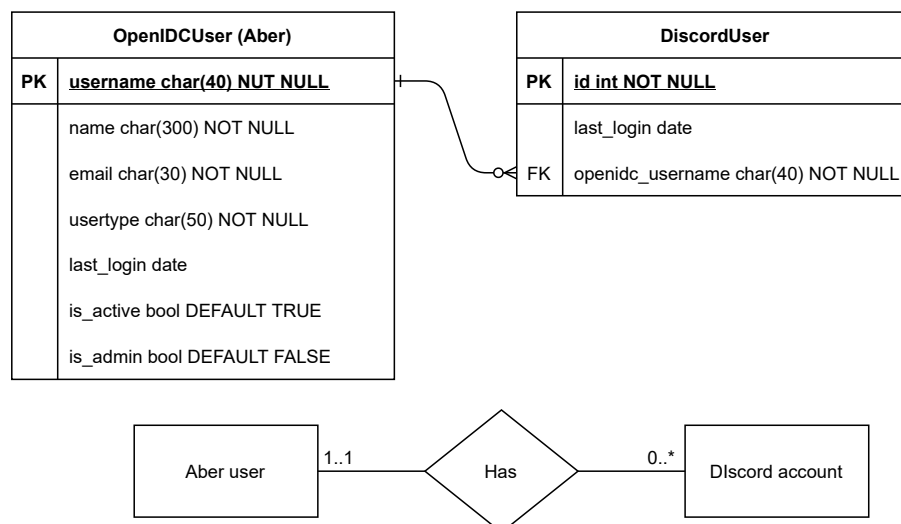 OpenIDCUser (Aber)
PK username char(40) NUT NULL
name char(300) NOT NULL
email char(30) NOT NULL
usertype char(50) NOT NULL
last_login date
is_active bool DEFAULT TRUE
is_admin bool DEFAULT FALSE
DiscordUser
PK id int NOT NULL
last_login date
FK openidc_username char(40) NOT NULL
Aber user
1..1
Has
0..*
DIscord account